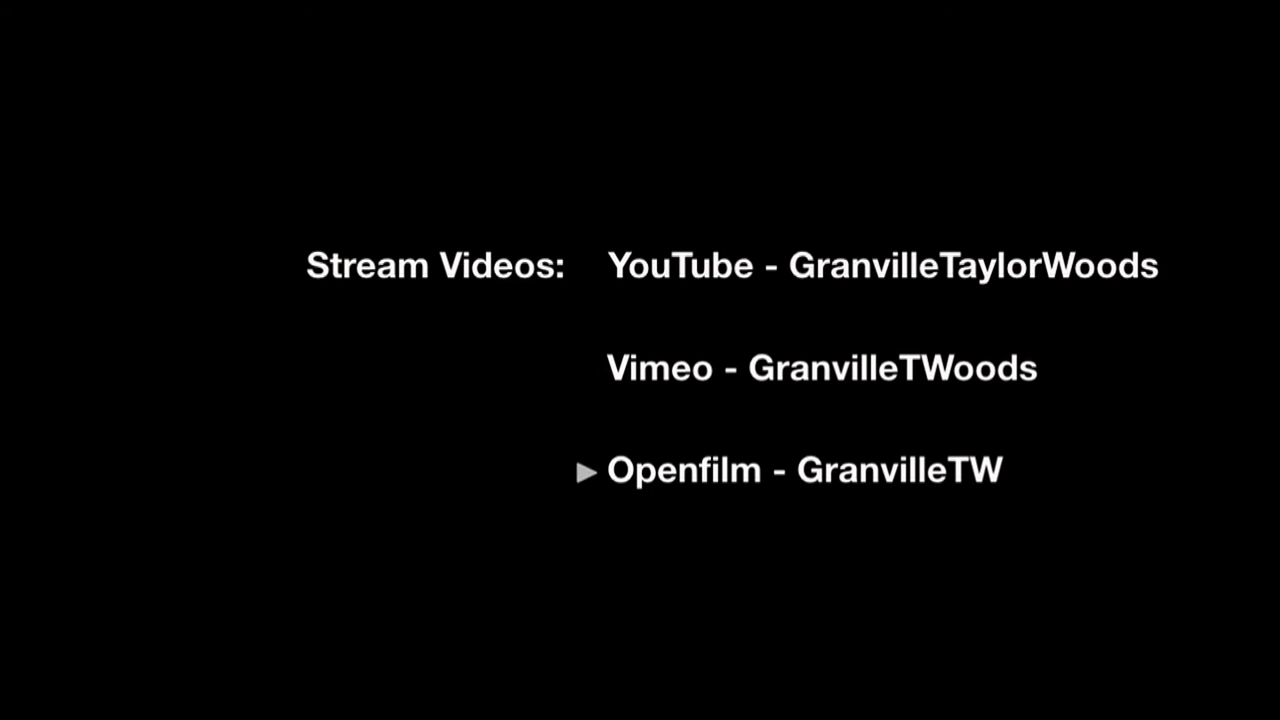 Stream Videos: YouTube - GranvilleTaylorWoods
Vimeo - GranvilleTWoods
Openfilm - GranvilleTW